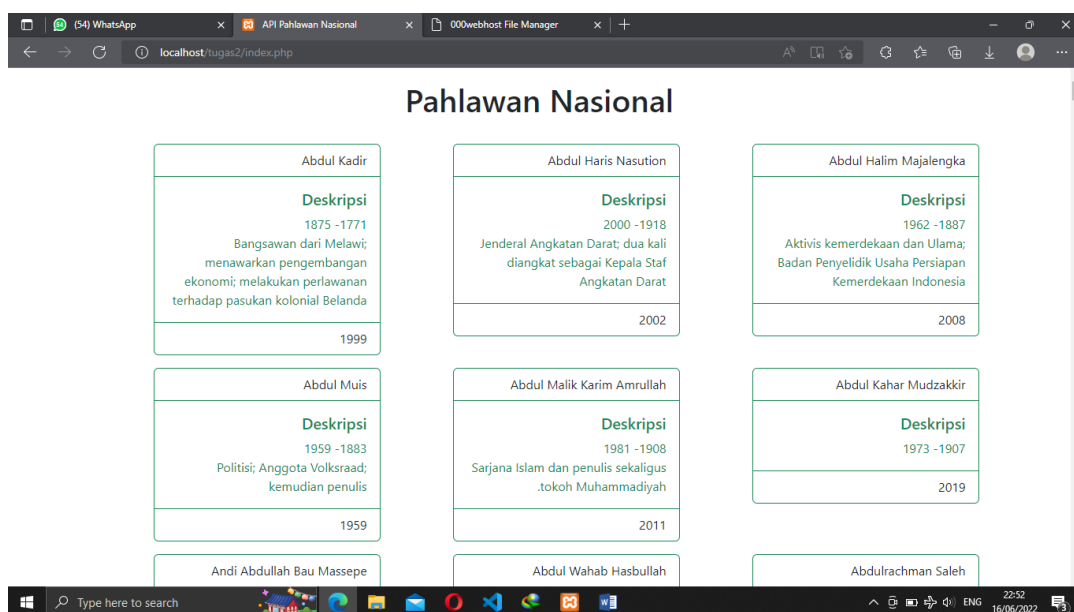 (54) WhatsApp
API Pahlawan Nasional
000webhost File Manager
localhost/tugas2/index.php
Pahlawan Nasional
Abdul Kadir
Deskripsi
1875 -1771
Bangsawan dari Melawi;
menawarkan pengembangan
ekonomi; melakukan perlawanan
terhadap pasukan kolonial Belanda
1999
Abdul Haris Nasution
Deskripsi
2000 -1918
Jenderal Angkatan Darat; dua kali
diangkat sebagai Kepala Staf
Angkatan Darat
2002
Abdul Halim Majalengka
Deskripsi
1962 -1887
Aktivis kemerdekaan dan Ulama;
Badan Penyelidik Usaha Persiapan
Kemerdekaan Indonesia
2008
Abdul Muis
Deskripsi
1959 -1883
Politisi; Anggota Volksraad;
kemudian penulis
1959
Abdul Malik Karim Amrullah
Deskripsi
1981 -1908
Sarjana Islam dan penulis sekaligus
.tokoh Muhammadiyah
2011
Abdul Kahar Mudzakkir
Deskripsi
1973 -1907
2019
Andi Abdullah Bau Massepe
Abdul Wahab Hasbullah
Abdulrachman Saleh
Type here to search
ENG
22:52
16/06/2022